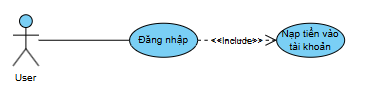 Đăng nhập
<<Include>>
Nạp tiền vào
tài khoản
User